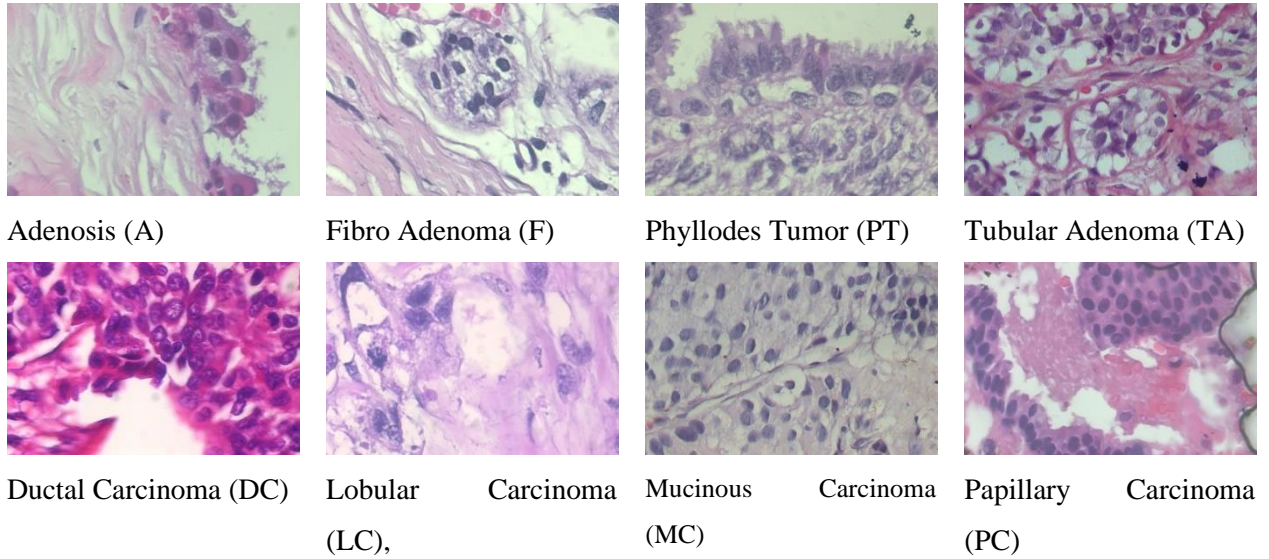 Adenosis (A)
Fibro Adenoma (F)
Phyllodes Tumor (PT)
Tubular Adenoma (TA)
Ductal Carcinoma (DC)
Lobular Carcinoma
(LC),
Mucinous Carcinoma
(MC)
Papillary Carcinoma
(PC)